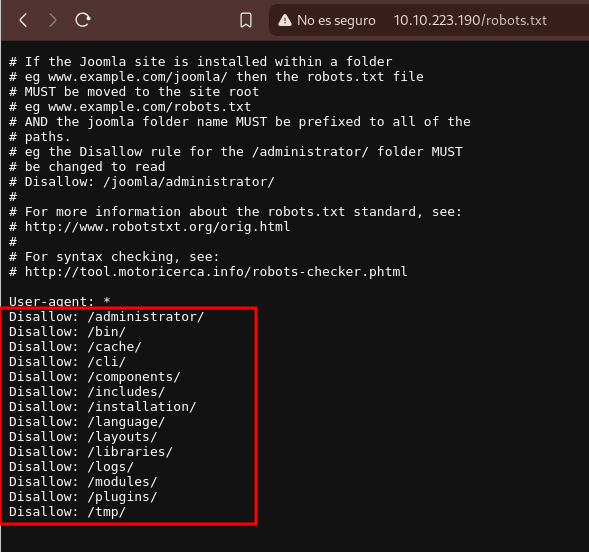 No es seguro 10.10.223.190/robots.txt
# If the Joomla site is installed within a folder
# eg www.example.com/joomla/ then the robots.txt file
# MUST be moved to the site root
# eg www.example.com/robots.txt
# AND the joomla folder name MUST be prefixed to all of the
# paths.
# eg the Disallow rule for the /administrator/ folder MUST
# be changed to read
# Disallow: /joomla/administrator/
#
# For more information about the robots.txt standard, see:
# http://www.robotstxt.org/orig.html
#
# For syntax checking, see:
# http://tool.motoricerca.info/robots-checker.phtml
User-agent: *
Disallow: /administrator/
Disallow: /bin/
Disallow: /cache/
Disallow: /cli/
Disallow: /components/
Disallow: /includes/
Disallow: /installation/
Disallow: /language/
Disallow: /layouts/
Disallow: /libraries/
Disallow: /logs/
Disallow: /modules/
Disallow: /plugins/
Disallow: /tmp/